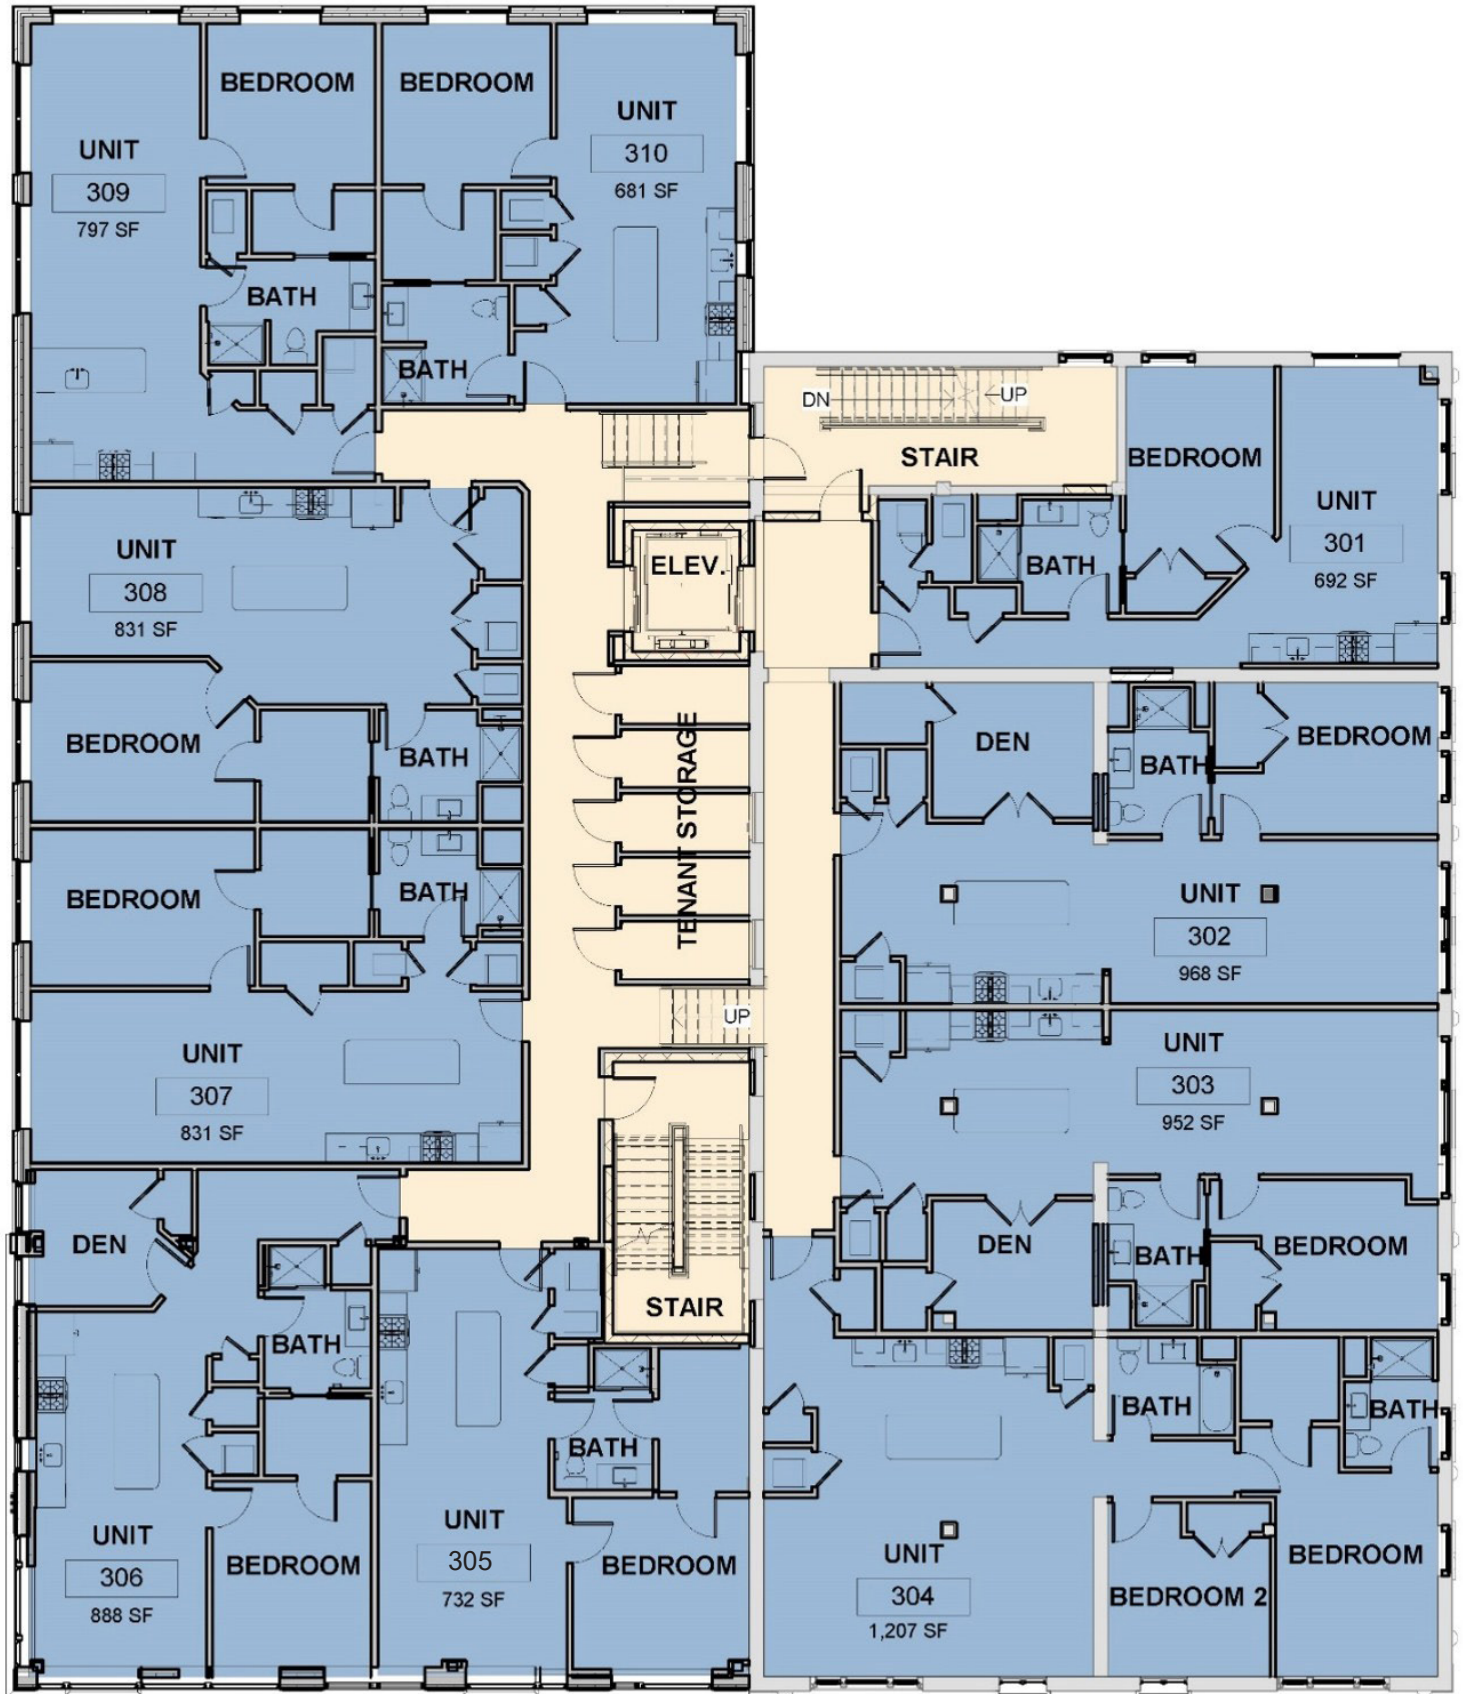 BEDROOM
BEDROOM
UNIT
310
681 SF
UNIT
309
797 SF
BATH
BATH
DN
UP
STAIR
BEDROOM
UNIT
301
692 SF
BATH
ELEV.
UNIT
308
831 SF
BEDROOM
BATH
TENANT STORAGE
DEN
BATH
BEDROOM
UNIT
302
968 SF
BEDROOM
BATH
UP
UNIT
307
831 SF
UNIT
303
952 SF
DEN
BATH
BEDROOM
DEN
BATH
STAIR
UNIT
306
888 SF
BEDROOM
BATH
UNIT
305
732 SF
BEDROOM
BATH
BATH
UNIT
304
1,207 SF
BEDROOM 2
BEDROOM